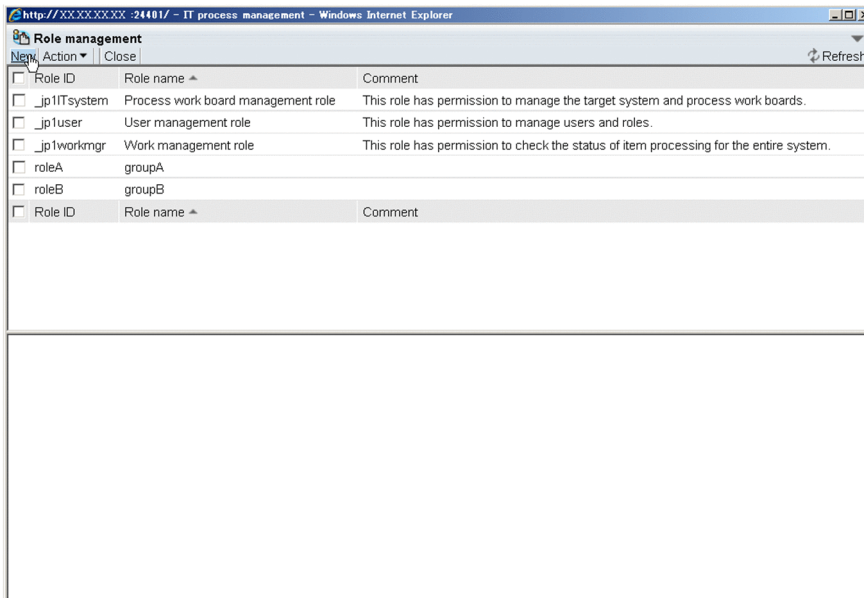 http://XX.XX.XX.XX :24401/ - IT process management - Windows Internet Explorer
Role management
New Action Close Refresh
Role ID Role name Comment
_jp1ITsystem Process work board management role This role has permission to manage the target system and process work boards.
_jp1user User management role This role has permission to manage users and roles.
_jp1workmgr Work management role This role has permission to check the status of item processing for the entire system.
roleA groupA
roleB groupB
Role ID Role name Comment